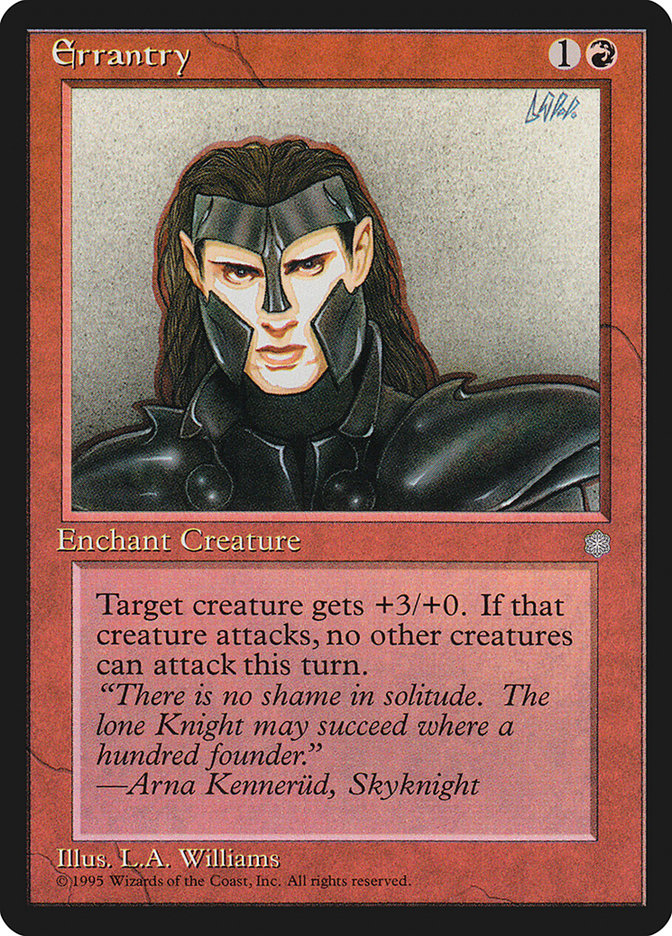 Errantry
1
Enchant Creature
Target creature gets +3/+0. If that
creature attacks, no other creatures
can attack this turn.
“There is no shame in solitude. The
lone Knight may succeed where a
hundred founder.”
—Arna Kennerüd, Skyknight
Illus. L.A. Williams
©1995 Wizards of the Coast, Inc. All rights reserved.